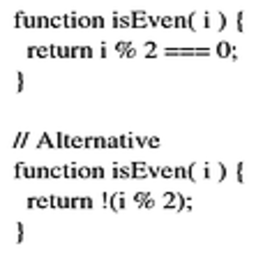 function isEven( i ) {
  return i % 2 === 0;
}

// Alternative
function isEven( i ) {
  return !(i % 2);
}